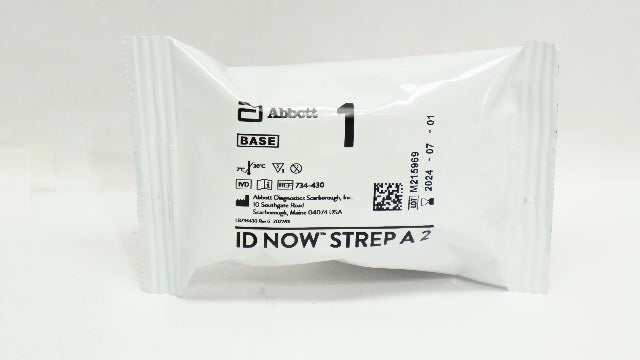 Abbott
1
BASE
2°C 30°C
IVD REF 734-430
Abbott Diagnostics Scarborough, Inc.
10 Southgate Road
Scarborough, Maine 04074 USA
ID NOW™ STREP A 2
M215969
2024 - 07 - 01